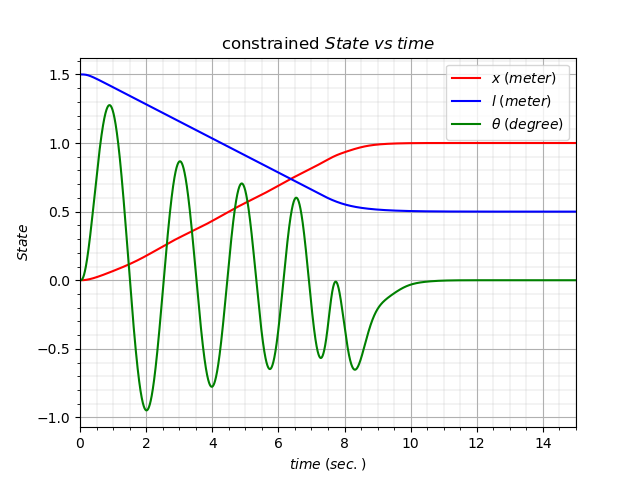 constrained State vs time
x (meter)
l (meter)
θ (degree)
State
1.5
1.0
0.5
0.0
−0.5
−1.0
0 2 4 6 8 10 12 14
time (sec. )